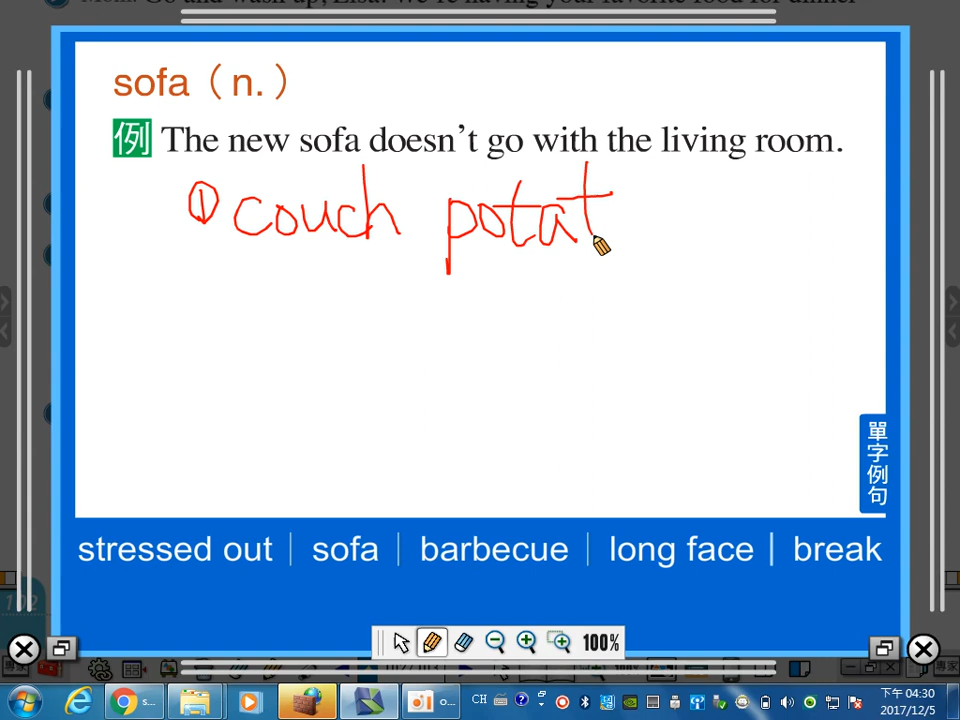 sofa（n.）
例 The new sofa doesn’t go with the living room.
① couch potat
單字例句
stressed out | sofa | barbecue | long face | break
100%
CH
下午 04:30
2017/12/5